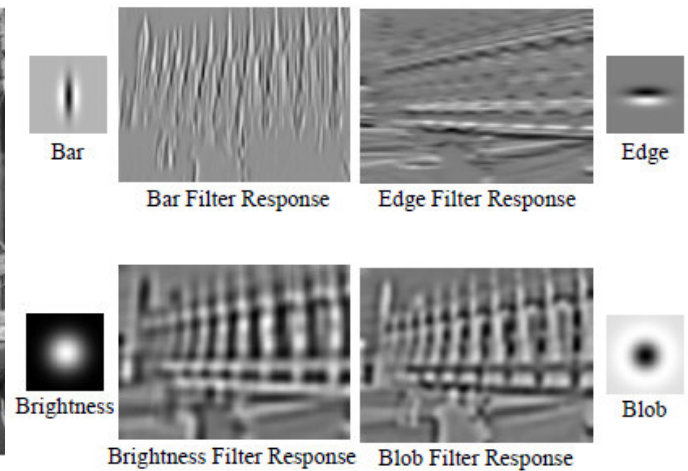 Bar
Edge
Bar Filter Response
Edge Filter Response
Brightness
Blob
Brightness Filter Response
Blob Filter Response